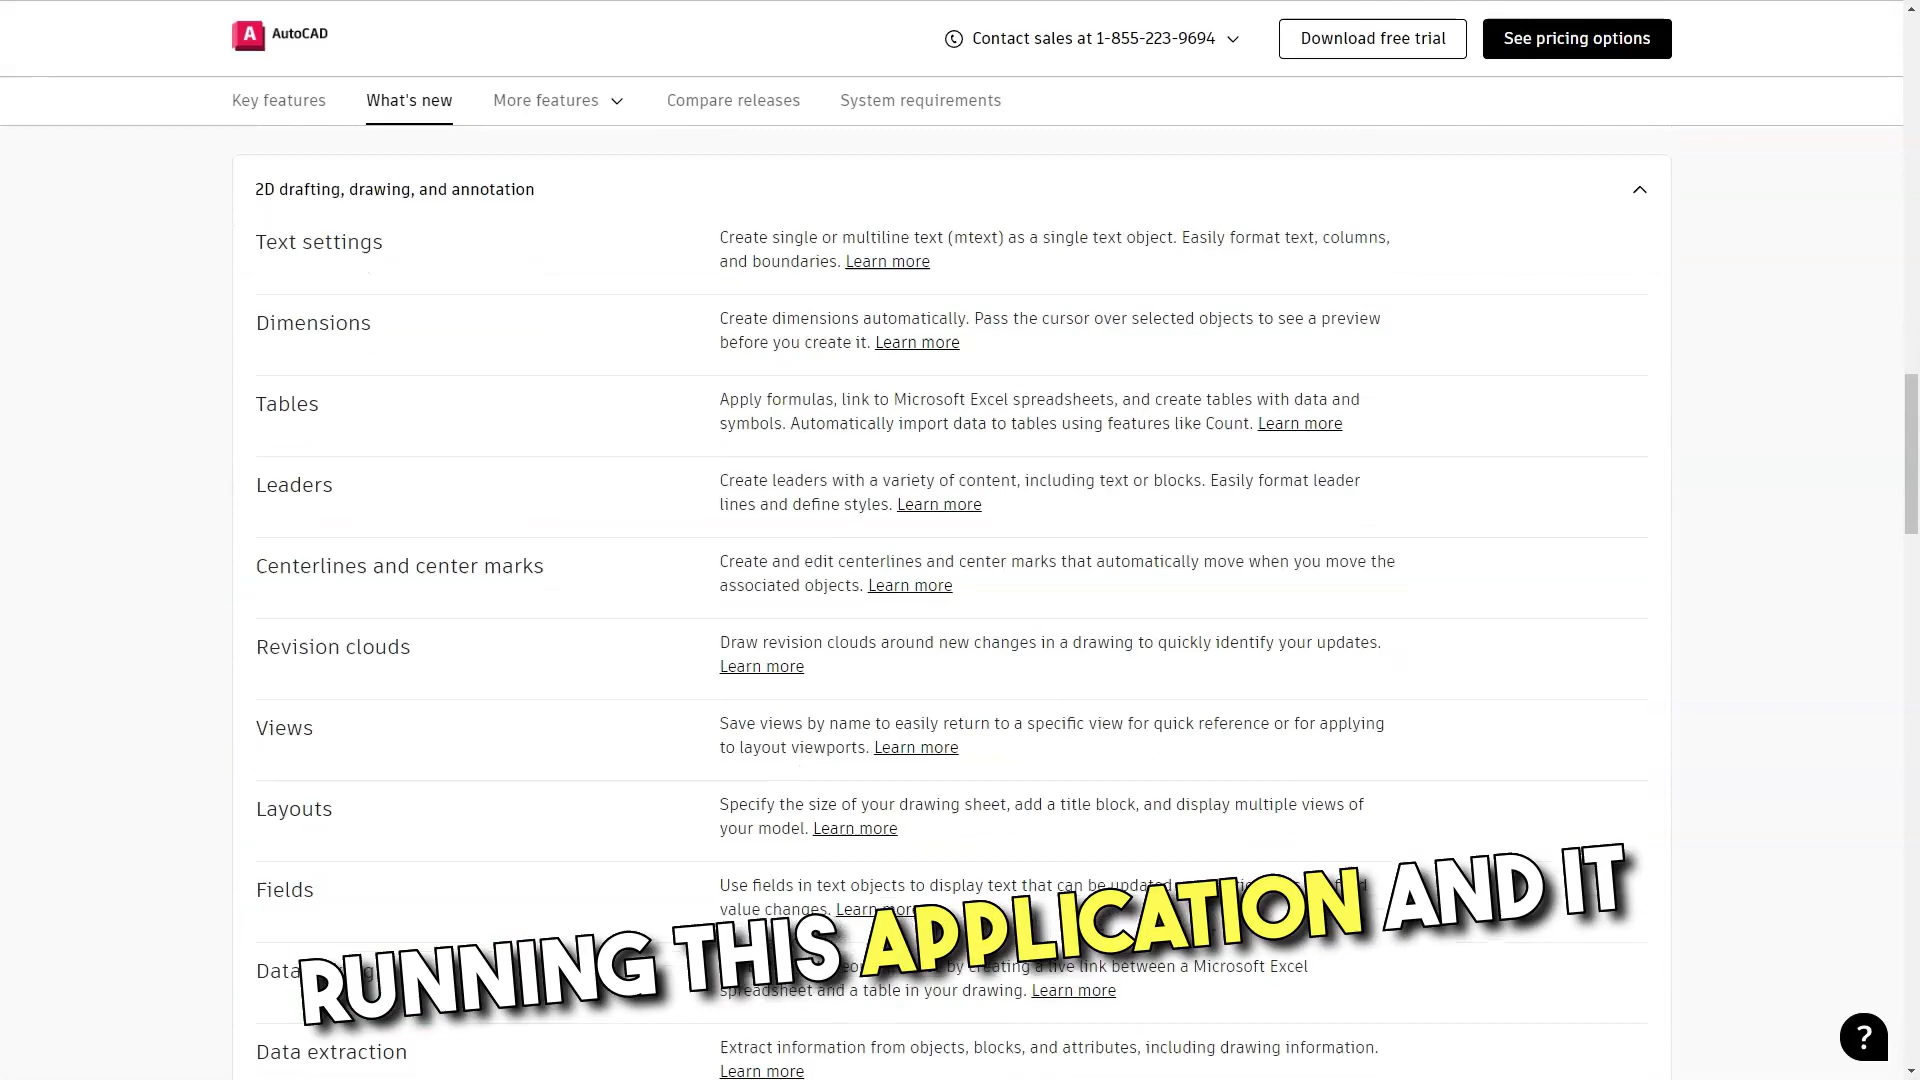 A AutoCAD
Contact sales at 1-855-223-9694
Download free trial
See pricing options
Key features
What's new
More features
Compare releases
System requirements
2D drafting, drawing, and annotation
Text settings
Create single or multiline text (mtext) as a single text object. Easily format text, columns,
and boundaries. Learn more
Dimensions
Create dimensions automatically. Pass the cursor over selected objects to see a preview
before you create it. Learn more
Tables
Apply formulas, link to Microsoft Excel spreadsheets, and create tables with data and
symbols. Automatically import data to tables using features like Count. Learn more
Leaders
Create leaders with a variety of content, including text or blocks. Easily format leader
lines and define styles. Learn more
Centerlines and center marks
Create and edit centerlines and center marks that automatically move when you move the
associated objects. Learn more
Revision clouds
Draw revision clouds around new changes in a drawing to quickly identify your updates.
Learn more
Views
Save views by name to easily return to a specific view for quick reference or for applying
to layout viewports. Learn more
Layouts
Specify the size of your drawing sheet, add a title block, and display multiple views of
your model. Learn more
Fields
Use fields in text objects to display text that can be updated
value changes. Learn more
RUNNING THIS APPLICATION AND IT
Data
by creating a live link between a Microsoft Excel
spreadsheet and a table in your drawing. Learn more
Data extraction
Extract information from objects, blocks, and attributes, including drawing information.
Learn more
?